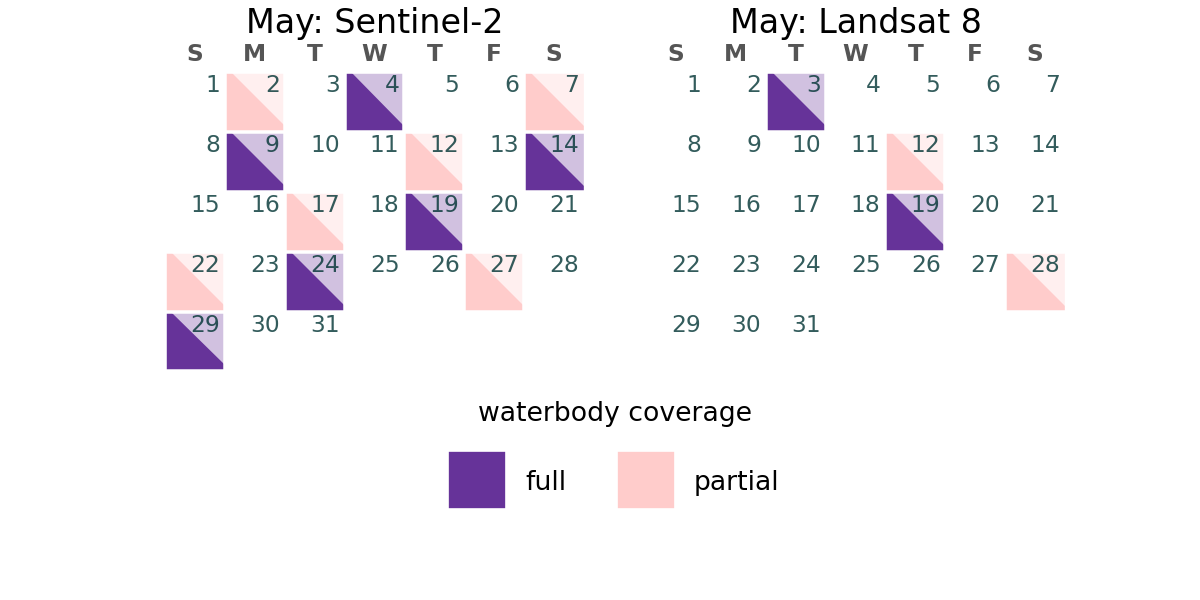 May: Sentinel-2
S M T W T F S
1 2 3 4 5 6 7
8 9 10 11 12 13 14
15 16 17 18 19 20 21
22 23 24 25 26 27 28
29 30 31
May: Landsat 8
S M T W T F S
1 2 3 4 5 6 7
8 9 10 11 12 13 14
15 16 17 18 19 20 21
22 23 24 25 26 27 28
29 30 31
waterbody coverage
full partial